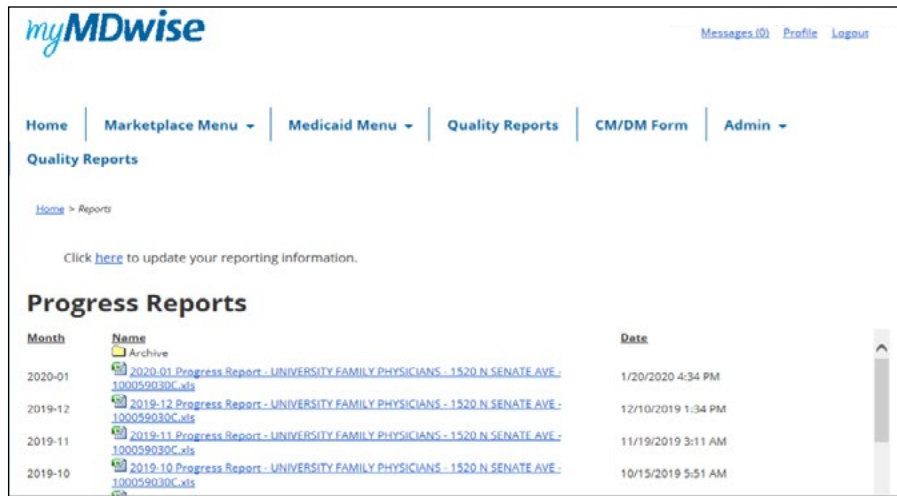 myMDwise
Messages (0) Profile Logout
Home Marketplace Menu Medicaid Menu Quality Reports CM/DM Form Admin
Quality Reports
Home > Reports
Click here to update your reporting information.
Progress Reports
Month Name Date
Archive
2020-01 2020-01 Progress Report - UNIVERSITY FAMILY PHYSICIANS - 1520 N SENATE AVE - 1/20/2020 4:34 PM
100059030C.xls
2019-12 2019-12 Progress Report - UNIVERSITY FAMILY PHYSICIANS - 1520 N SENATE AVE - 12/10/2019 1:34 PM
100059030C.xls
2019-11 2019-11 Progress Report - UNIVERSITY FAMILY PHYSICIANS - 1520 N SENATE AVE - 11/19/2019 3:11 AM
100059030C.xls
2019-10 2019-10 Progress Report - UNIVERSITY FAMILY PHYSICIANS - 1520 N SENATE AVE - 10/15/2019 5:51 AM
100059030C.xls